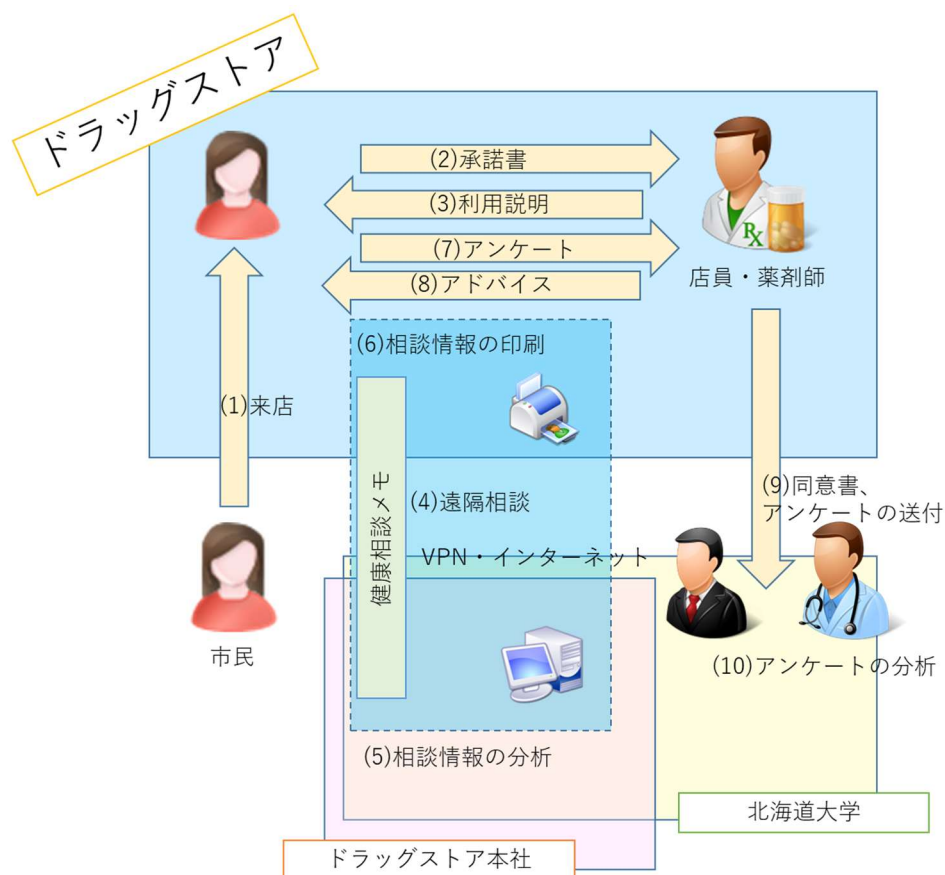 ドラッグストア
(2)承諾書
(3)利用説明
(7)アンケート
(8)アドバイス
RX
店員・薬剤師
(6)相談情報の印刷
(1)来店
健康相談メモ
(4)遠隔相談
(9)同意書、
アンケートの送付
VPN・インターネット
市民
(10)アンケートの分析
(5)相談情報の分析
北海道大学
ドラッグストア本社